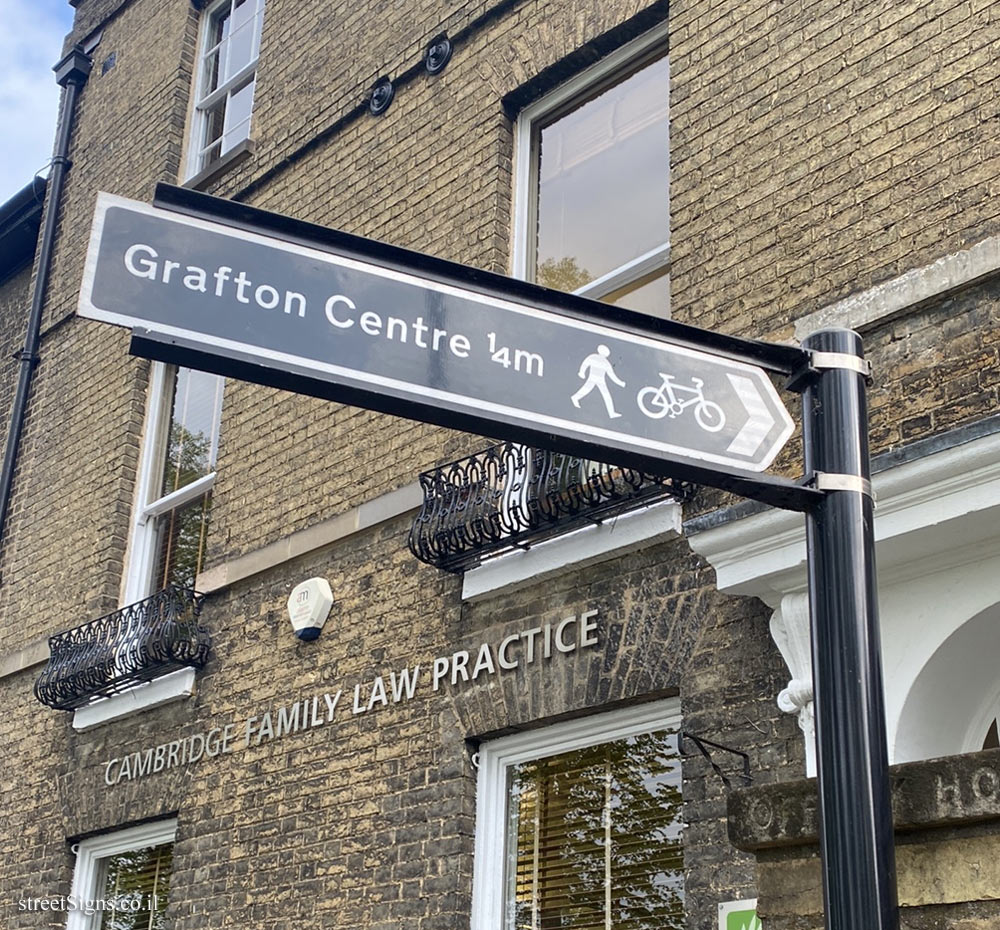 Grafton Centre ¼m
CAMBRIDGE FAMILY LAW PRACTICE
streetSigns.co.il